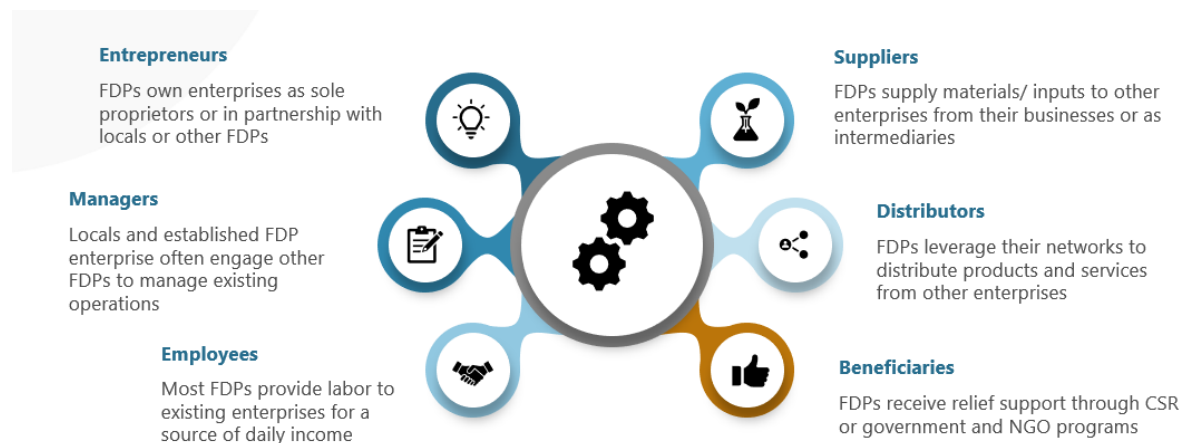 Entrepreneurs
FDPs own enterprises as sole
proprietors or in partnership with
locals or other FDPs
Managers
Locals and established FDP
enterprise often engage other
FDPs to manage existing
operations
Employees
Most FDPs provide labor to
existing enterprises for a
source of daily income
Suppliers
FDPs supply materials/ inputs to other
enterprises from their businesses or as
intermediaries
Distributors
FDPs leverage their networks to
distribute products and services
from other enterprises
Beneficiaries
FDPs receive relief support through CSR
or government and NGO programs